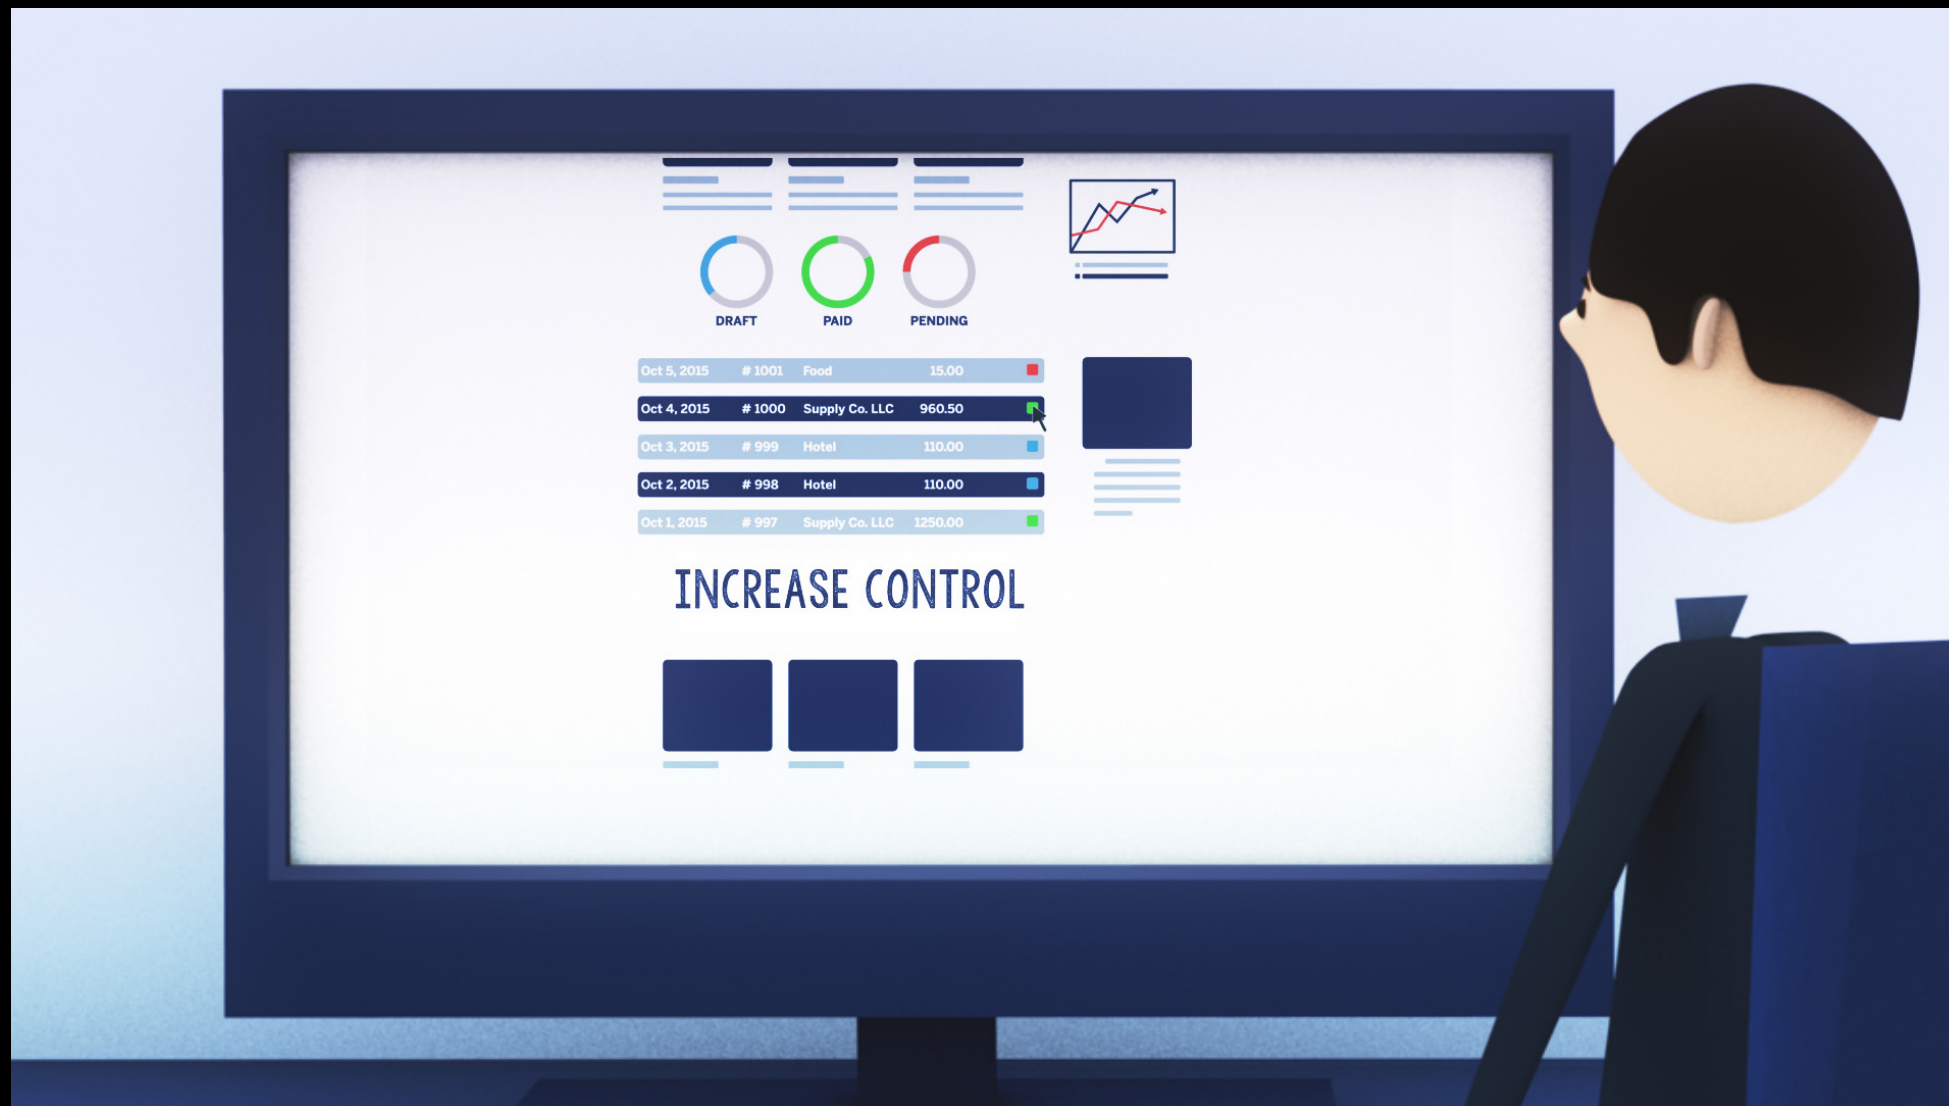 DRAFT PAID PENDING
Oct 5, 2015 # 1001 Food 15.00
Oct 4, 2015 # 1000 Supply Co. LLC 960.50
Oct 3, 2015 # 999 Hotel 110.00
Oct 2, 2015 # 998 Hotel 110.00
Oct 1, 2015 # 997 Supply Co. LLC 1250.00
INCREASE CONTROL